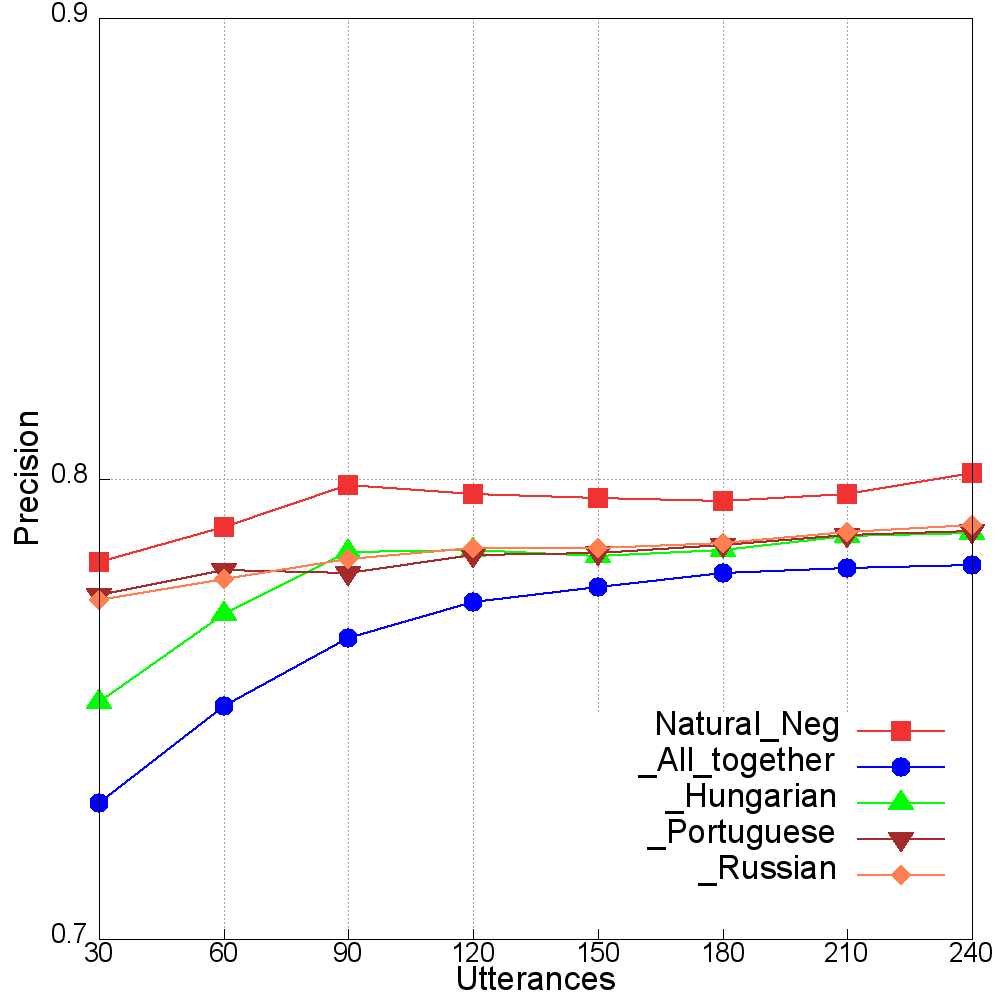 0.9
0.8
0.7
Precision
Natural_Neg
_All_together
_Hungarian
_Portuguese
_Russian
30 60 90 120 150 180 210 240
Utterances